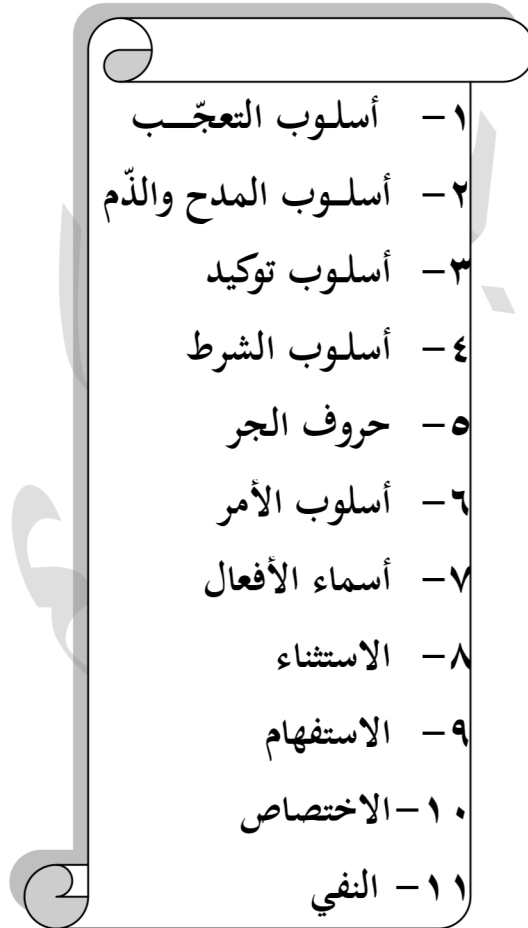 ١- أسلوب التعجّب
٢- أسلوب المدح والذّم
٣- أسلوب توكيد
٤- أسلوب الشرط
٥- حروف الجر
٦- أسلوب الأمر
٧- أسماء الأفعال
٨- الاستثناء
٩- الاستفهام
١٠- الاختصاص
١١- النفي